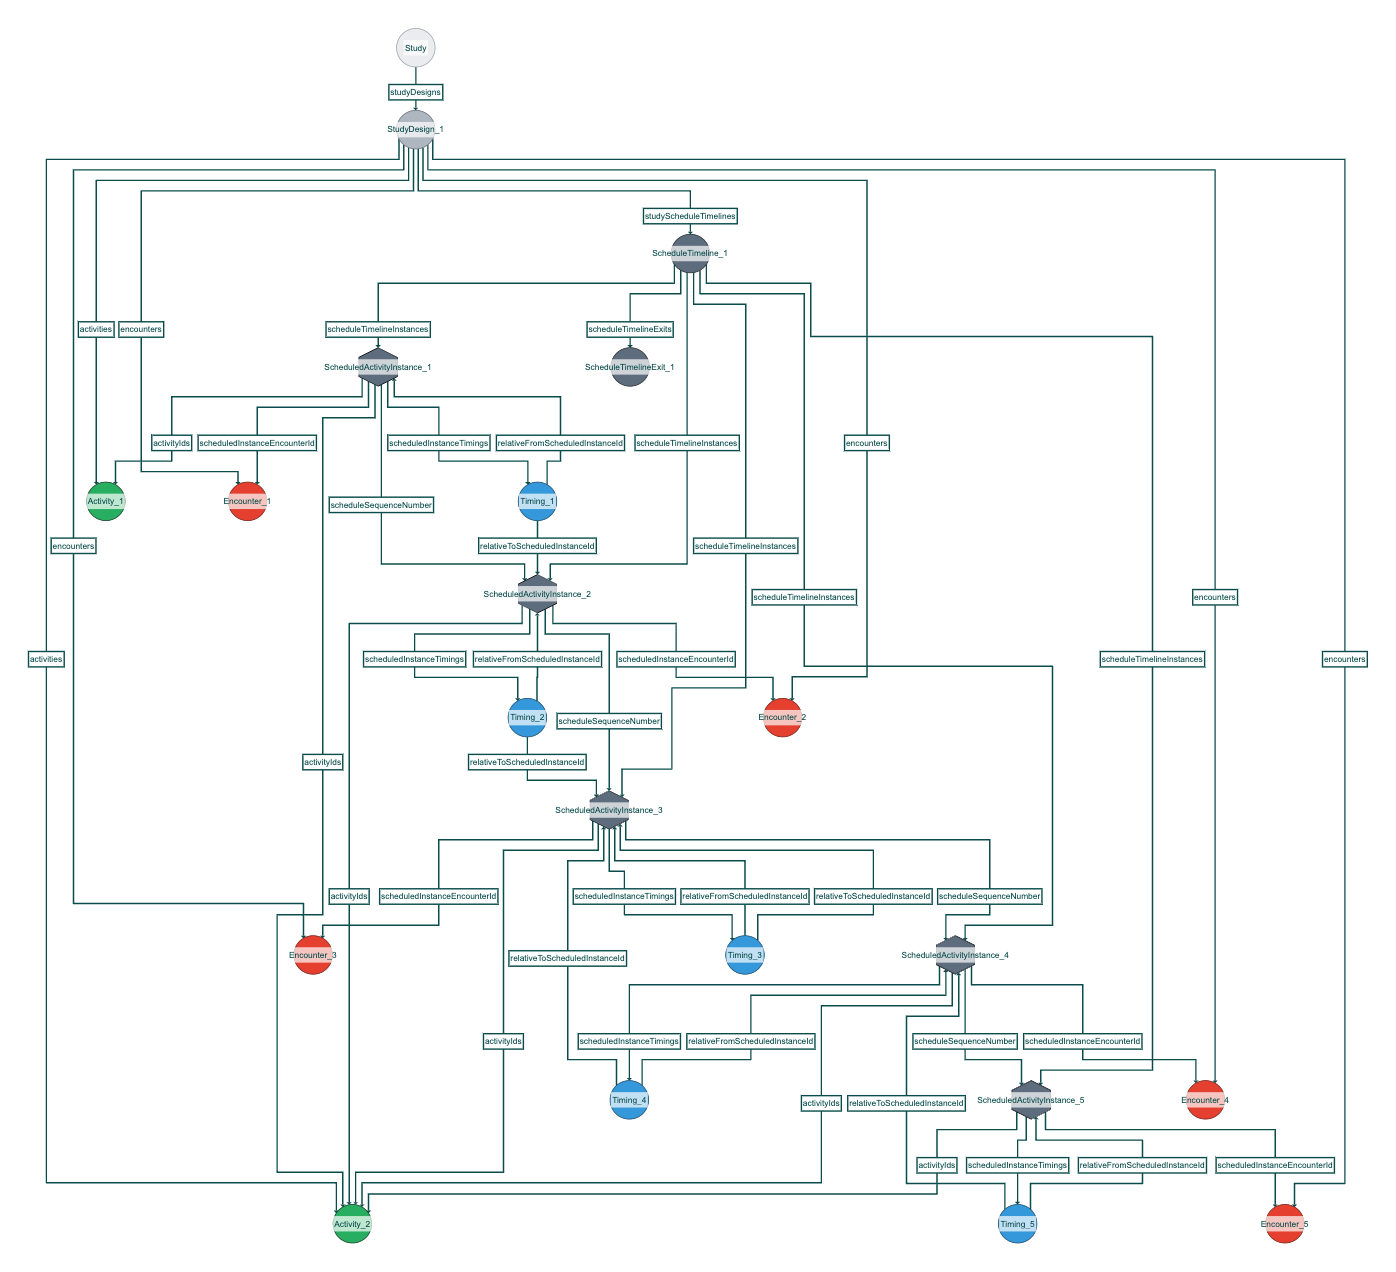 Study
studyDesigns
StudyDesign_1
studyScheduleTimelines
ScheduleTimeline_1
activities
encounters
scheduleTimelineInstances
scheduleTimelineExits
ScheduledActivityInstance_1
ScheduleTimelineExit_1
activityIds
scheduledInstanceEncounterId
scheduledInstanceTimings
relativeFromScheduledInstanceId
scheduleTimelineInstances
encounters
Activity_1
Encounter_1
scheduleSequenceNumber
Timing_1
encounters
relativeToScheduledInstanceId
scheduleTimelineInstances
ScheduledActivityInstance_2
scheduleTimelineInstances
encounters
activities
scheduledInstanceTimings
relativeFromScheduledInstanceId
scheduledInstanceEncounterId
scheduleTimelineInstances
encounters
Timing_2
scheduleSequenceNumber
Encounter_2
activityIds
relativeToScheduledInstanceId
ScheduledActivityInstance_3
activityIds
scheduledInstanceEncounterId
scheduledInstanceTimings
relativeFromScheduledInstanceId
relativeToScheduledInstanceId
scheduleSequenceNumber
Encounter_3
relativeToScheduledInstanceId
Timing_3
ScheduledActivityInstance_4
activityIds
scheduledInstanceTimings
relativeFromScheduledInstanceId
scheduleSequenceNumber
scheduledInstanceEncounterId
Timing_4
activityIds
relativeToScheduledInstanceId
ScheduledActivityInstance_5
Encounter_4
activityIds
scheduledInstanceTimings
relativeFromScheduledInstanceId
scheduledInstanceEncounterId
Activity_2
Timing_5
Encounter_5